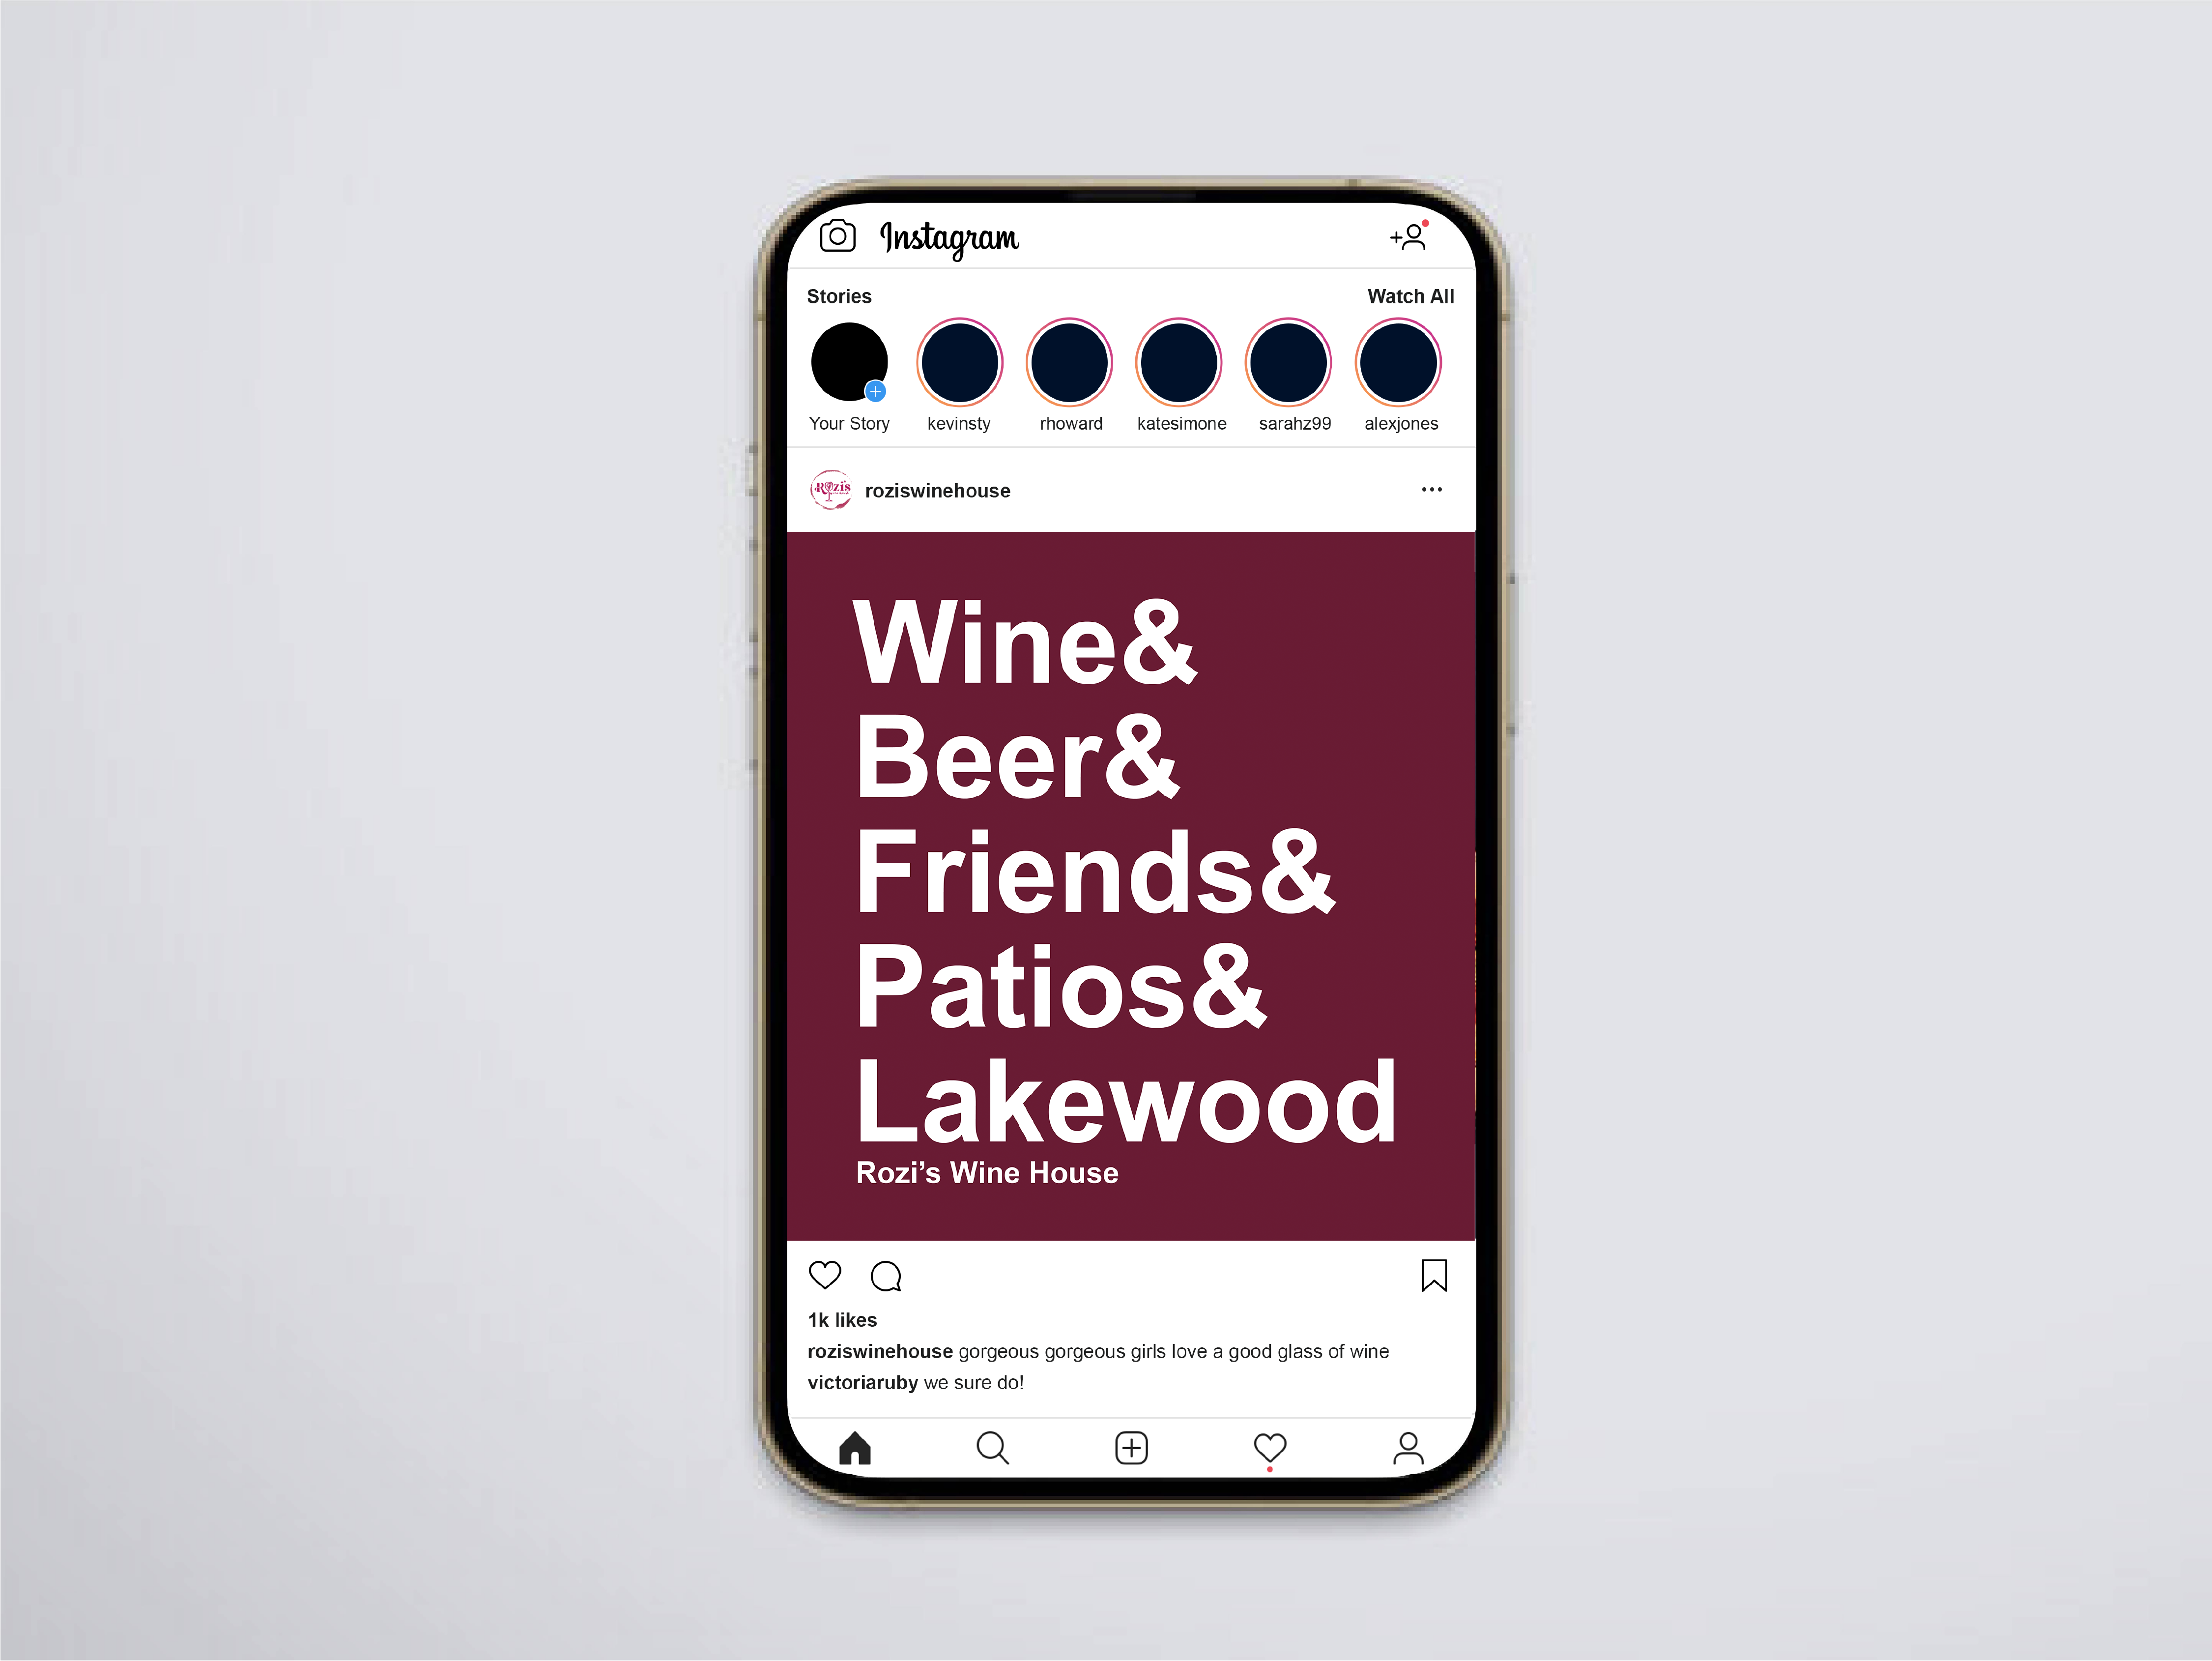 Instagram
Stories
Watch All
Your Story
kevinsty
rhoward
katesimone
sarahz99
alexjones
Rozi's
roziswinehouse
Wine&
Beer&
Friends&
Patios&
Lakewood
Rozi’s Wine House
1k likes
roziswinehouse gorgeous gorgeous girls love a good glass of wine
victoriaruby we sure do!